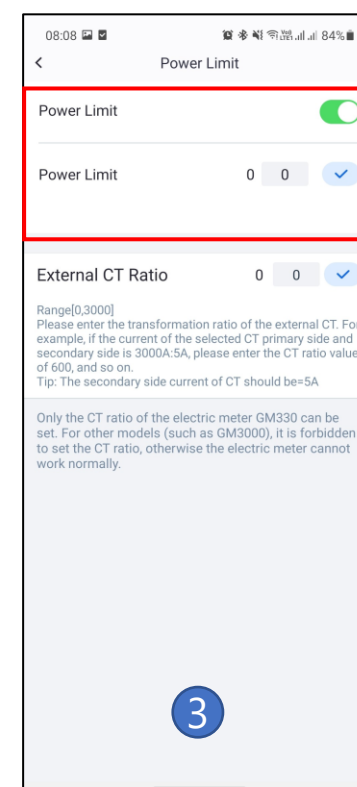 08:08 84%
Power Limit
Power Limit
Power Limit 0 0
External CT Ratio 0 0
Range[0,3000]
Please enter the transformation ratio of the external CT. For
example, if the current of the selected CT primary side and
secondary side is 3000A:5A, please enter the CT ratio value
of 600, and so on.
Tip: The secondary side current of CT should be=5A
Only the CT ratio of the electric meter GM330 can be
set. For other models (such as GM3000), it is forbidden
to set the CT ratio, otherwise the electric meter cannot
work normally.
3